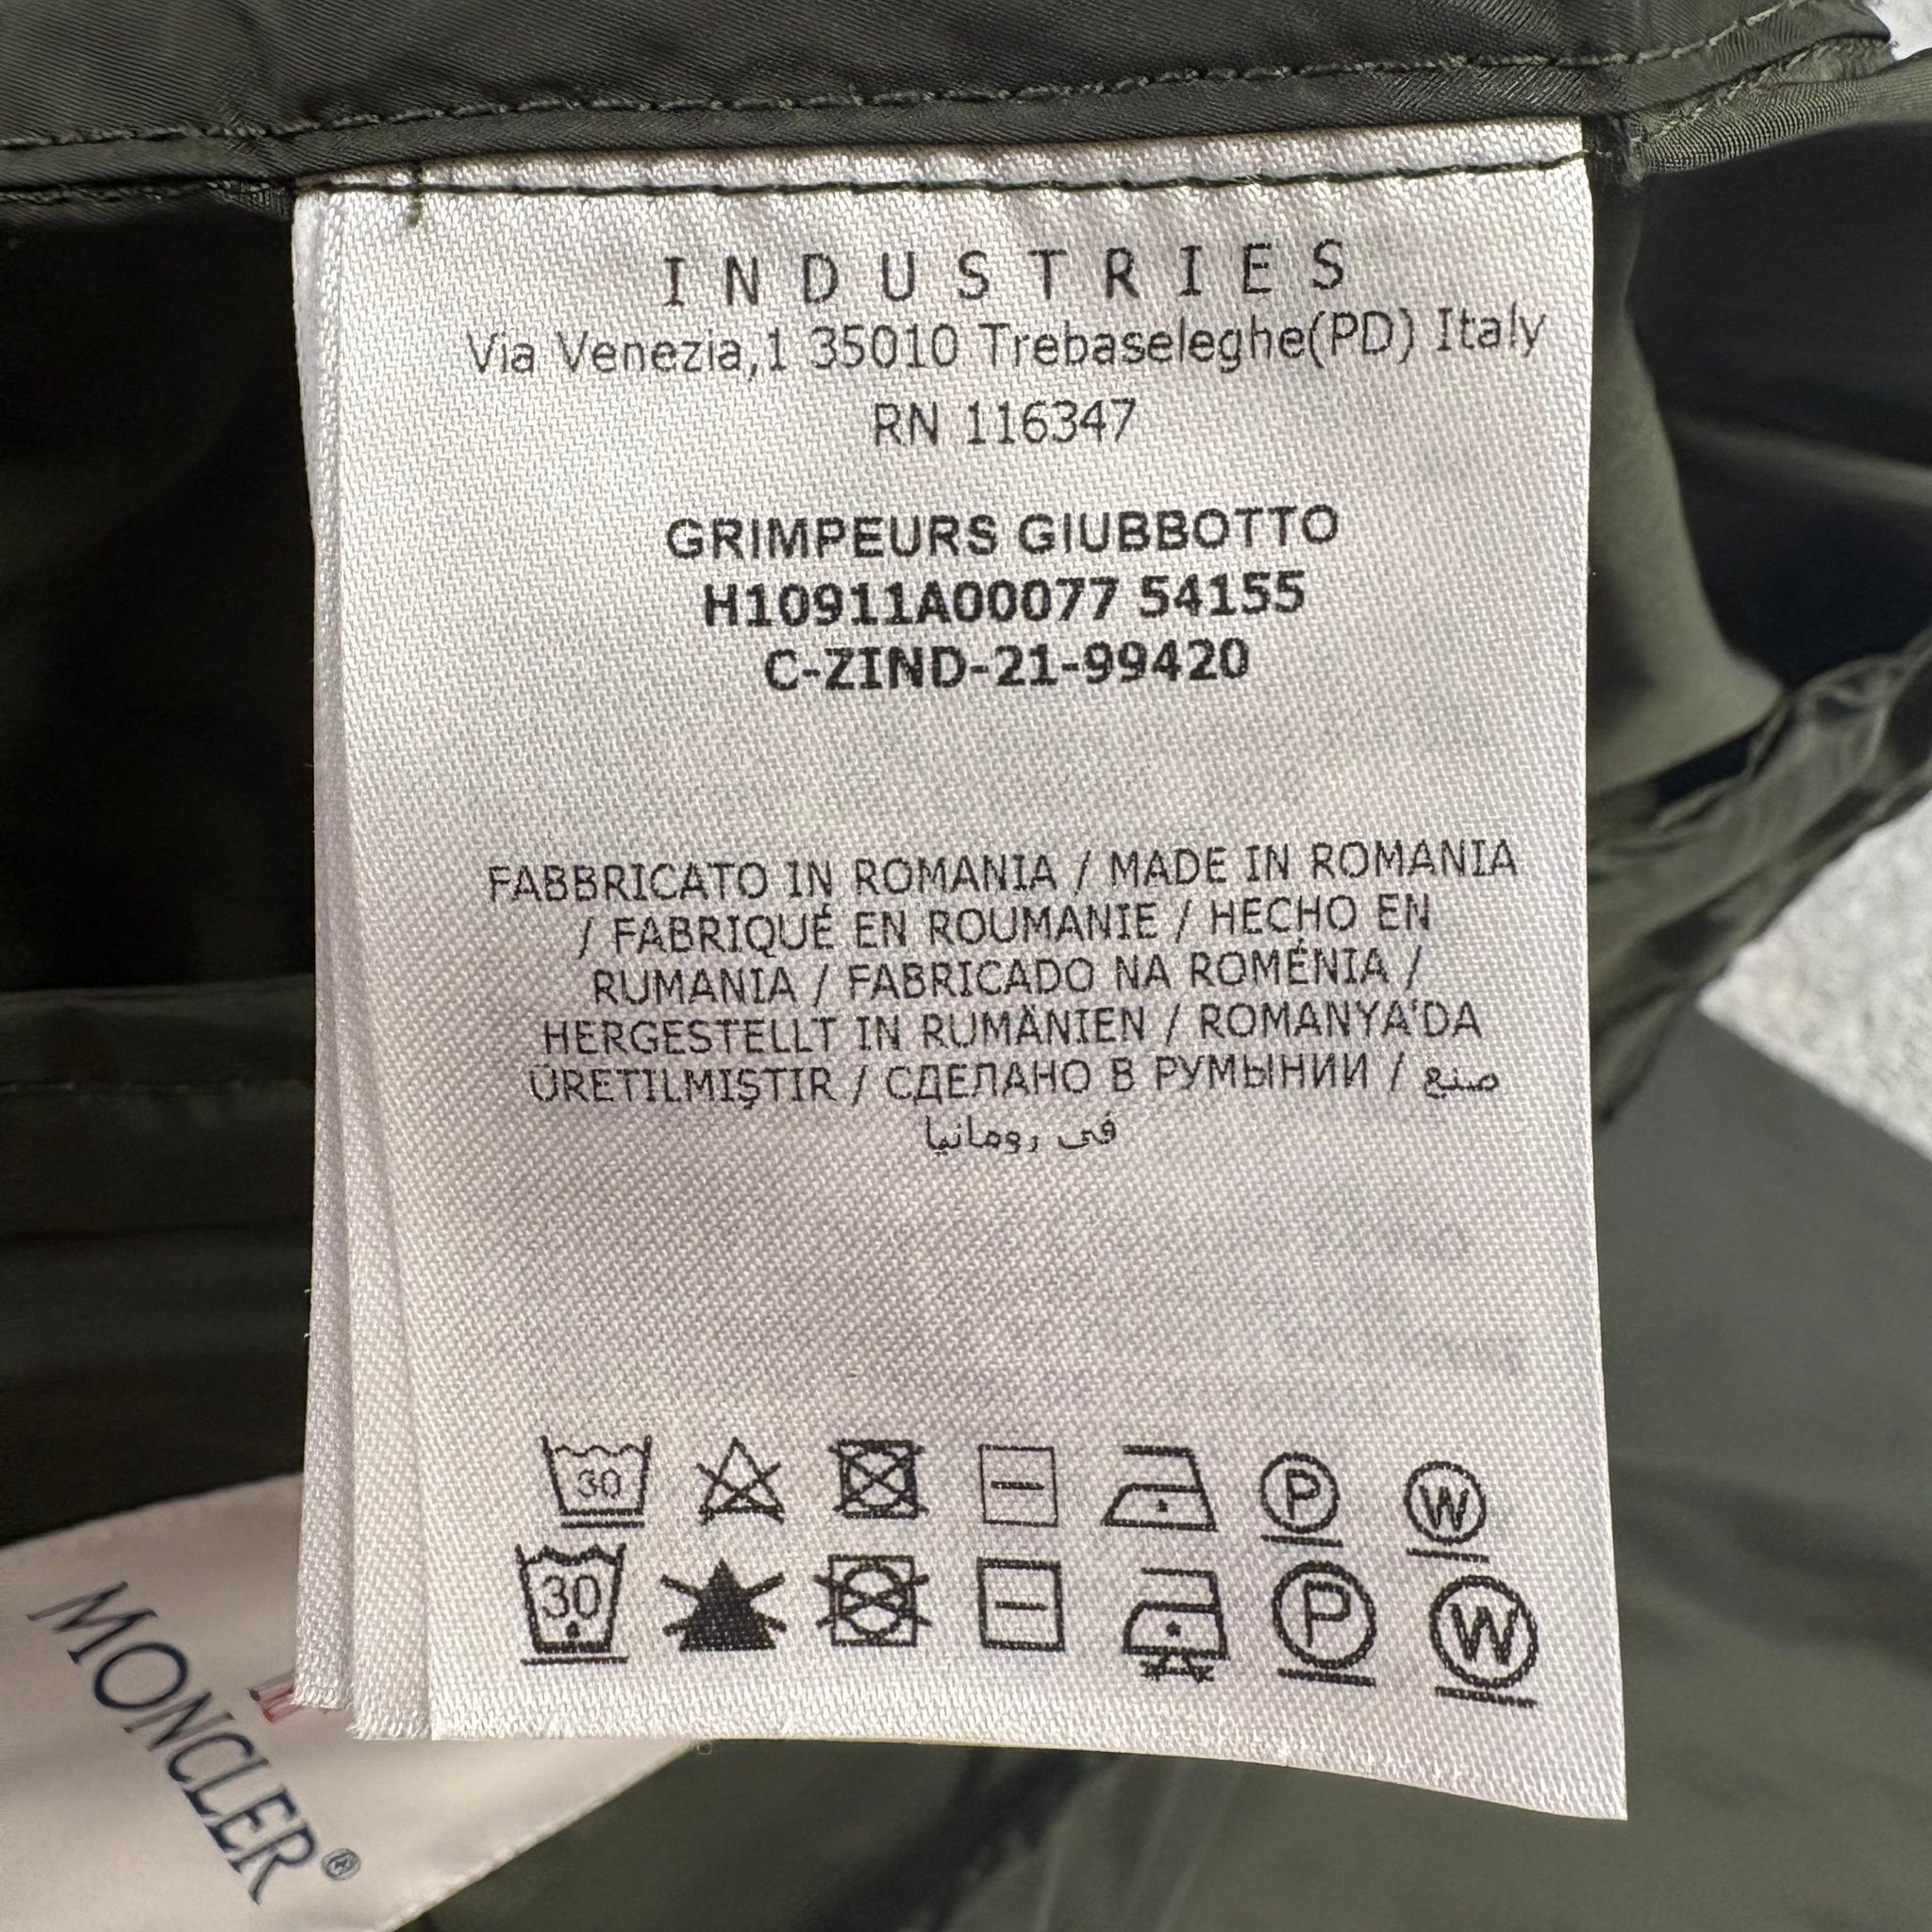 INDUSTRIES
Via Venezia,1 35010 Trebaseleghe(PD) Italy
RN 116347
GRIMPEURS GIUBBOTTO
H10911A00077 54155
C-ZIND-21-99420
FABBRICATO IN ROMANIA / MADE IN ROMANIA
/ FABRIQUÉ EN ROUMANIE / HECHO EN
RUMANIA / FABRICADO NA ROMÉNIA /
HERGESTELLT IN RUMÄNIEN / ROMANYA'DA
ÜRETILMIŞTIR / СДЕЛАНО В РУМЫНИИ / صنع
في رومانيا
30 P W
30 P W
MONCLER®